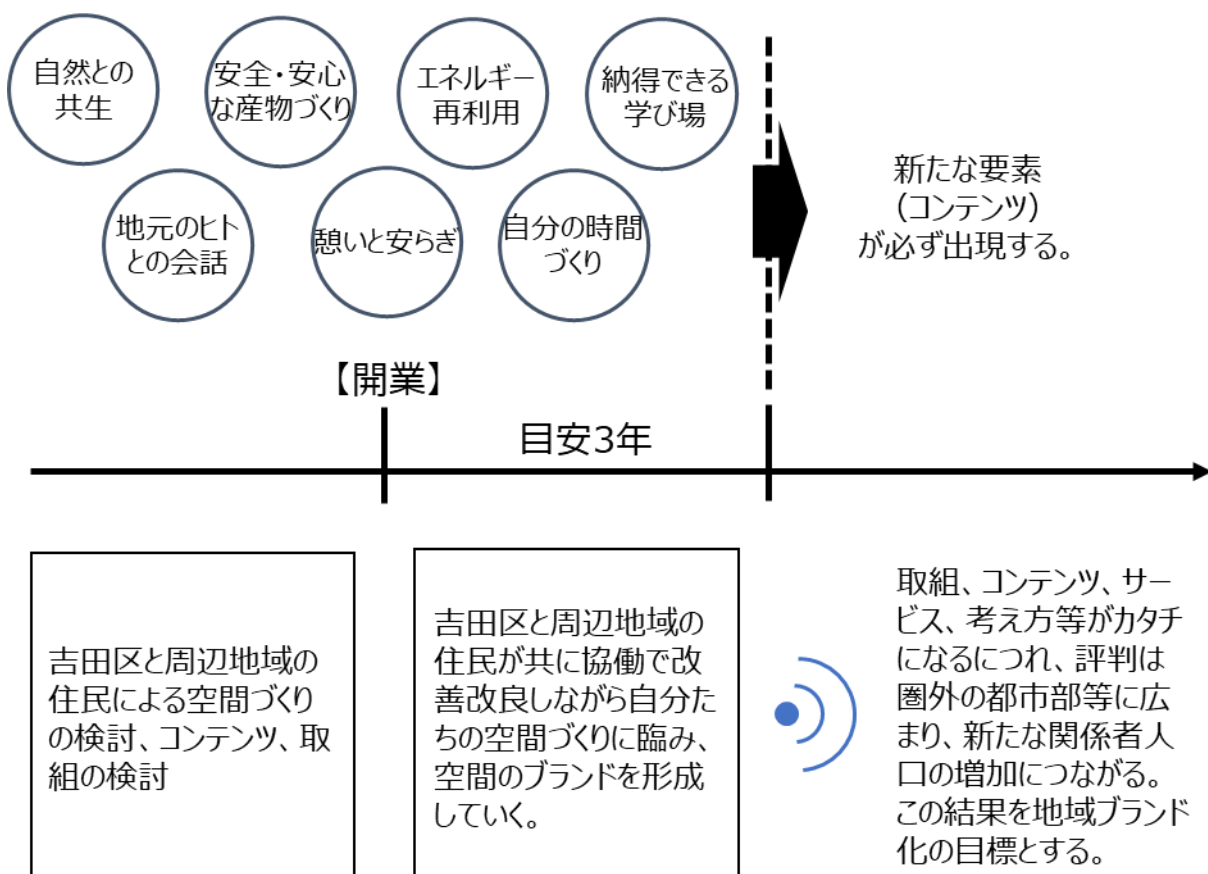 自然との
共生
安全・安心
な産物づくり
エネルギー
再利用
納得できる
学び場
地元のヒト
との会話
憩いと安らぎ
自分の時間
づくり
新たな要素
（コンテンツ）
が必ず出現する。
【開業】
目安3年
吉田区と周辺地域の
住民による空間づくり
の検討、コンテンツ、取
組の検討
吉田区と周辺地域の
住民が共に協働で改
善改良しながら自分た
ちの空間づくりに臨み、
空間のブランドを形成
していく。
取組、コンテンツ、サー
ビス、考え方等がカタチ
になるにつれ、評判は
圏外の都市部等に広
まり、新たな関係者人
口の増加につながる。
この結果を地域ブランド
化の目標とする。